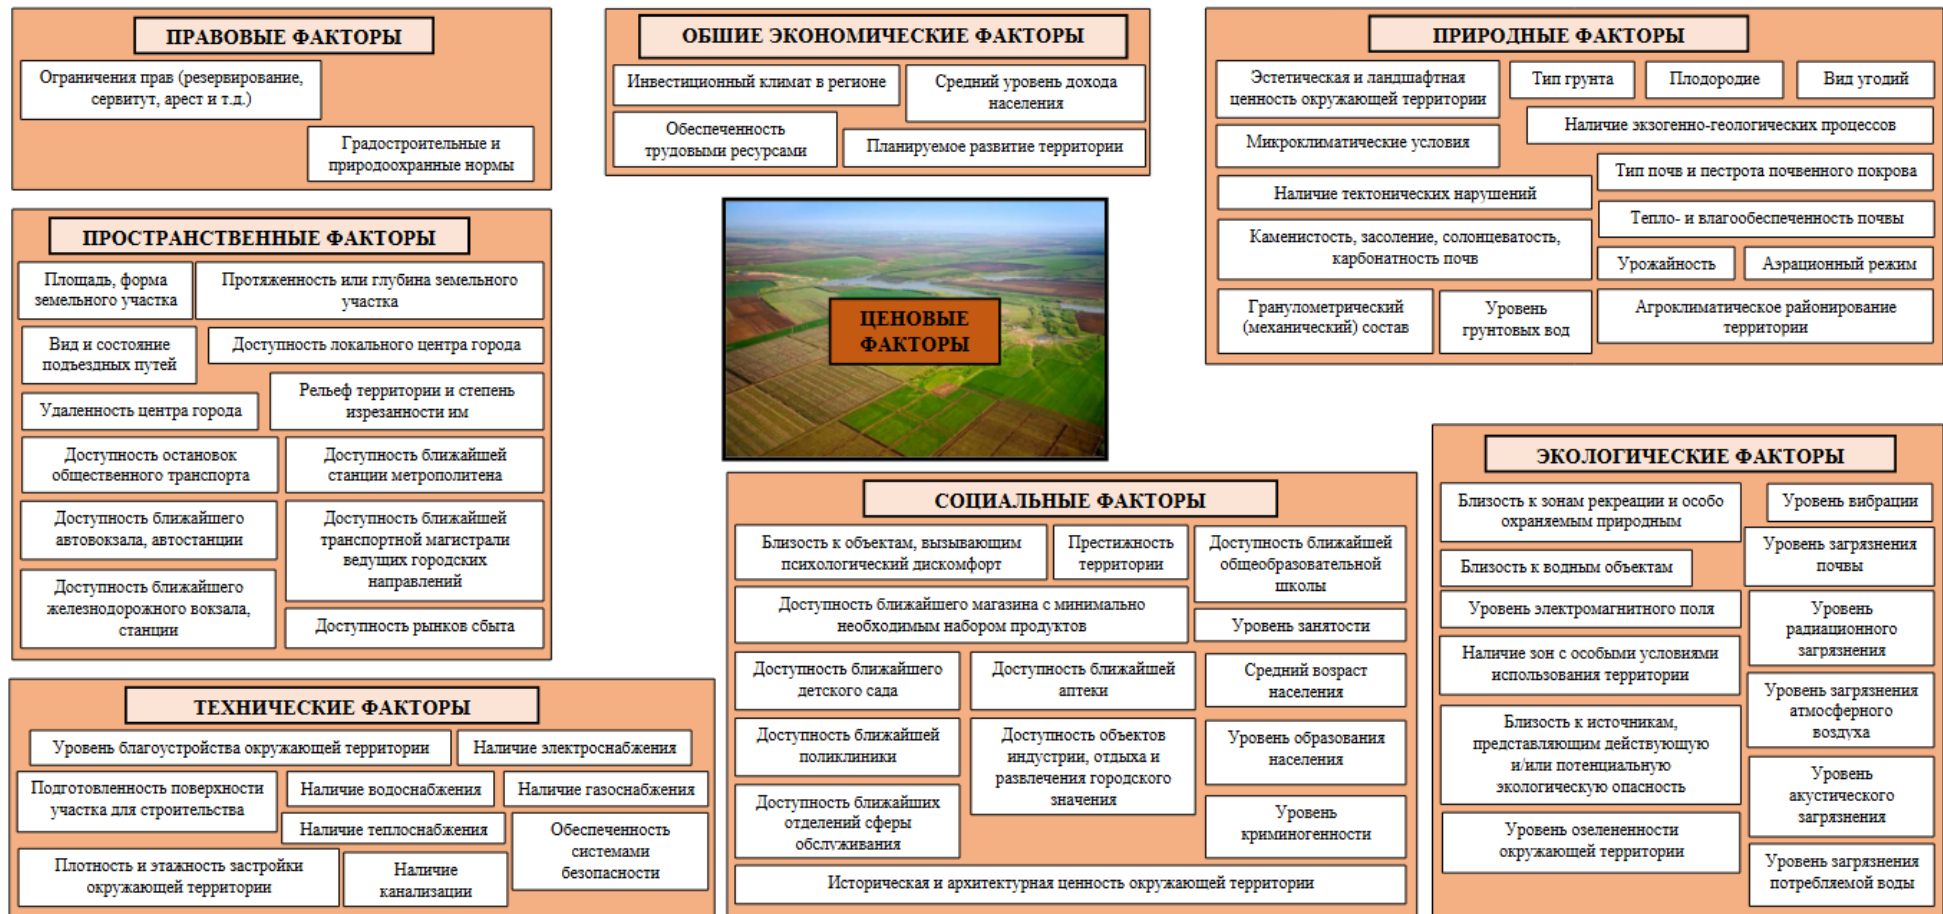 ПРАВОВЫЕ ФАКТОРЫ
Ограничения прав (резервирование,
сервитут, арест и т.д.)
Градостроительные и
природоохранные нормы
ОБШИЕ ЭКОНОМИЧЕСКИЕ ФАКТОРЫ
Инвестиционный климат в регионе
Средний уровень дохода
населения
Обеспеченность
трудовыми ресурсами
Планируемое развитие территории
ПРИРОДНЫЕ ФАКТОРЫ
Эстетическая и ландшафтная
ценность окружающей территории
Тип грунта
Плодородие
Вид угодий
Наличие экзогенно-геологических процессов
Микроклиматические условия
Тип почв и пестрота почвенного покрова
Наличие тектонических нарушений
Тепло- и влагообеспеченность почвы
Каменистость, засоление, солонцеватость,
карбонатность почв
Урожайность
Аэрационный режим
Гранулометрический
(механический) состав
Уровень
грунтовых вод
Агроклиматическое районирование
территории
ПРОСТРАНСТВЕННЫЕ ФАКТОРЫ
Площадь, форма
земельного участка
Протяженность или глубина земельного
участка
Вид и состояние
подъездных путей
Доступность локального центра города
Удаленность центра города
Рельеф территории и степень
изрезанности им
Доступность остановок
общественного транспорта
Доступность ближайшей
станции метрополитена
Доступность ближайшего
автовокзала, автостанции
Доступность ближайшей
транспортной магистрали
ведущих городских
направлений
Доступность ближайшего
железнодорожного вокзала,
станции
Доступность рынков сбыта
ЦЕНОВЫЕ
ФАКТОРЫ
ТЕХНИЧЕСКИЕ ФАКТОРЫ
Уровень благоустройства окружающей территории
Наличие электроснабжения
Подготовленность поверхности
участка для строительства
Наличие водоснабжения
Наличие газоснабжения
Наличие теплоснабжения
Обеспеченность
системами
безопасности
Плотность и этажность застройки
окружающей территории
Наличие
канализации
СОЦИАЛЬНЫЕ ФАКТОРЫ
Близость к объектам, вызывающим
психологический дискомфорт
Престижность
территории
Доступность ближайшей
общеобразовательной
школы
Доступность ближайшего магазина с минимально
необходимым набором продуктов
Уровень занятости
Доступность ближайшего
детского сада
Доступность ближайшей
аптеки
Средний возраст
населения
Доступность ближайшей
поликлиники
Доступность объектов
индустрии, отдыха и
развлечения городского
значения
Уровень образования
населения
Доступность ближайших
отделений сферы
обслуживания
Уровень
криминогенности
Историческая и архитектурная ценность окружающей территории
ЭКОЛОГИЧЕСКИЕ ФАКТОРЫ
Близость к зонам рекреации и особо
охраняемым природным
Уровень вибрации
Близость к водным объектам
Уровень загрязнения
почвы
Уровень электромагнитного поля
Уровень
радиационного
загрязнения
Наличие зон с особыми условиями
использования территории
Уровень загрязнения
атмосферного
воздуха
Близость к источникам,
представляющим действующую
и/или потенциальную
экологическую опасность
Уровень
акустического
загрязнения
Уровень озелененности
окружающей территории
Уровень загрязнения
потребляемой воды